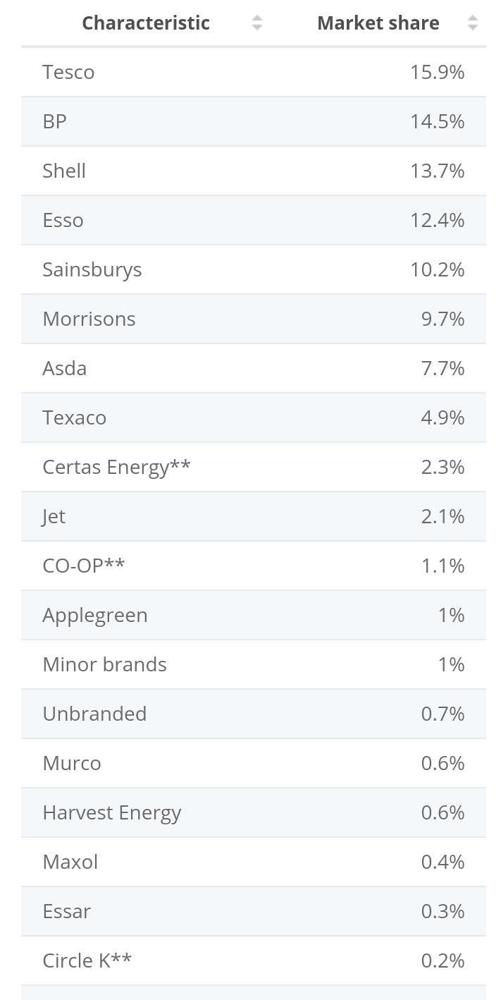 Characteristic Market share
Tesco 15.9%
BP 14.5%
Shell 13.7%
Esso 12.4%
Sainsburys 10.2%
Morrisons 9.7%
Asda 7.7%
Texaco 4.9%
Certas Energy** 2.3%
Jet 2.1%
CO-OP** 1.1%
Applegreen 1%
Minor brands 1%
Unbranded 0.7%
Murco 0.6%
Harvest Energy 0.6%
Maxol 0.4%
Essar 0.3%
Circle K** 0.2%